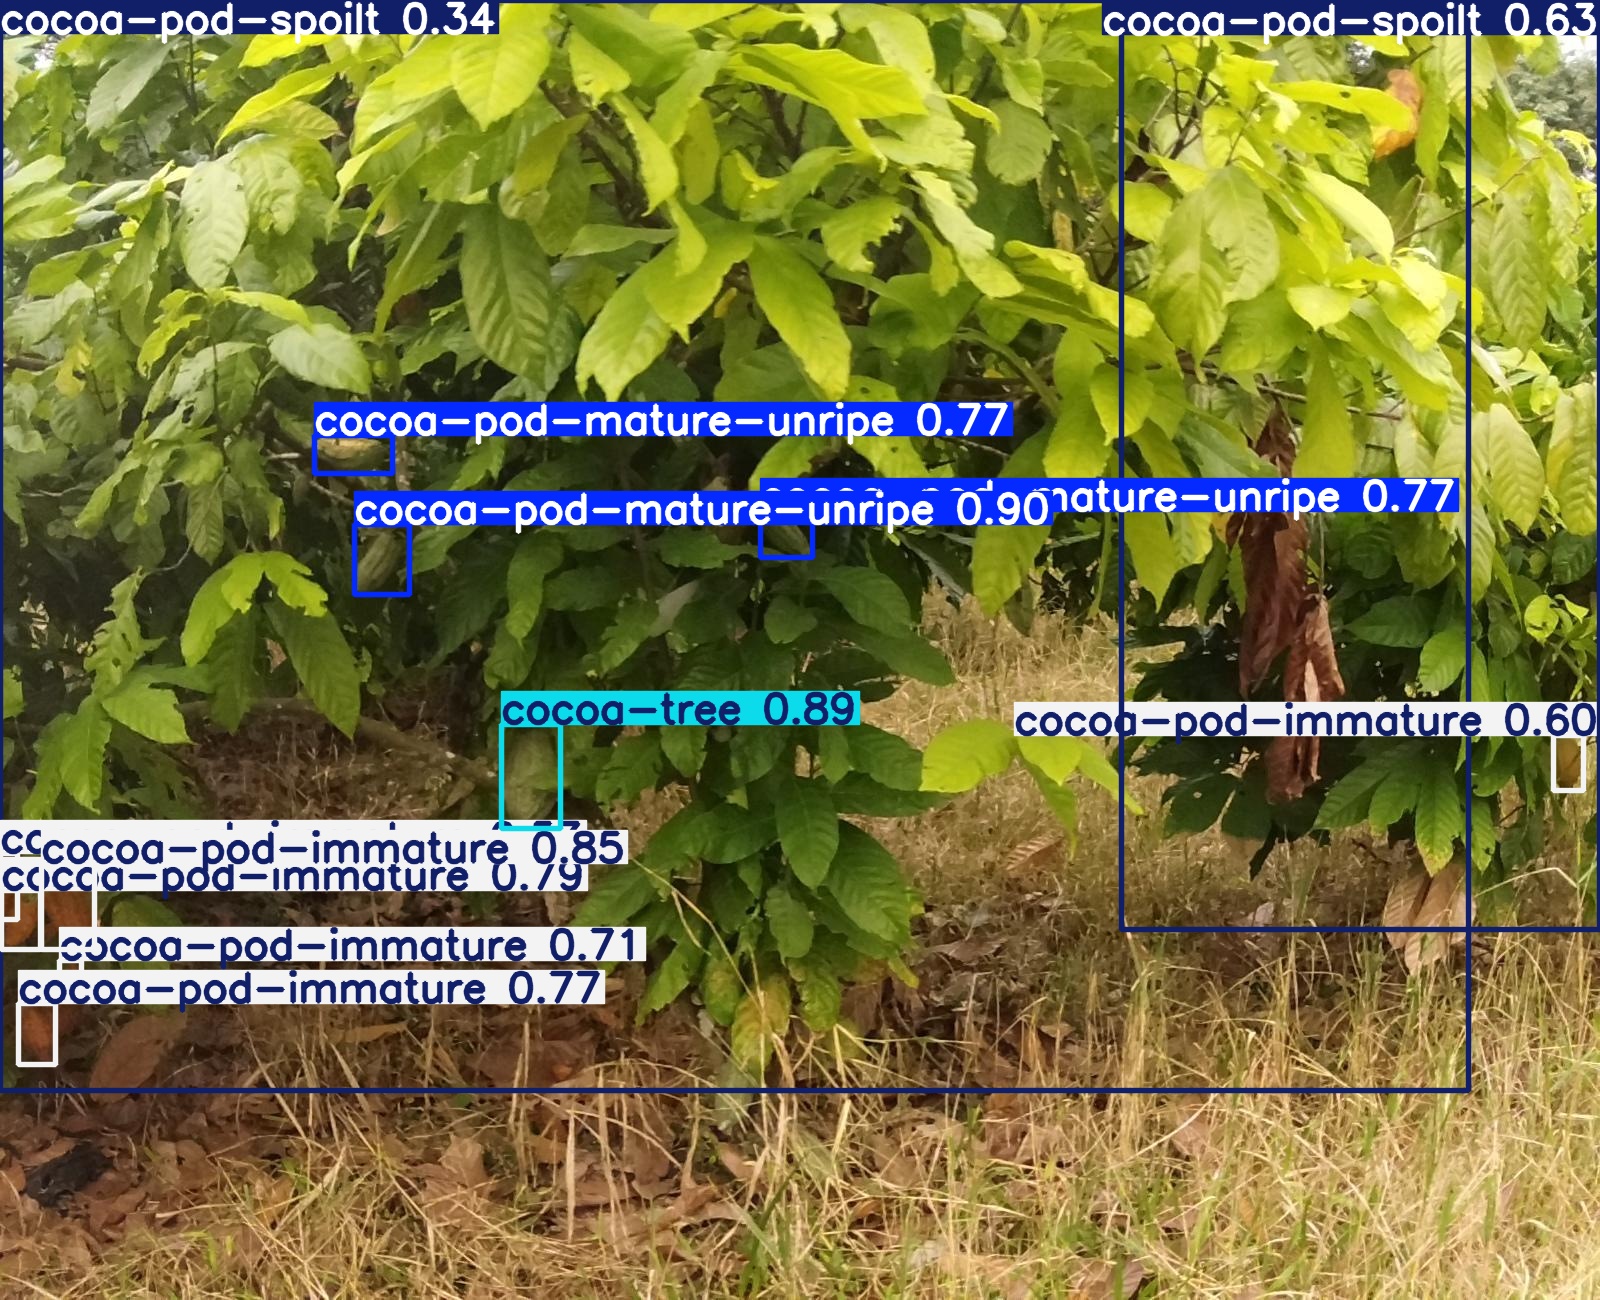 cocoa-pod-spoilt 0.34
cocoa-pod-spoilt 0.63
cocoa-pod-mature-unripe 0.77
mature-unripe 0.77
cocoa-pod-mature-unripe 0.90
cocoa-tree 0.89
cocoa-pod-immature 0.60
cocoa-pod-immature 0.85
cocoa-pod-immature 0.79
cocoa-pod-immature 0.71
cocoa-pod-immature 0.77